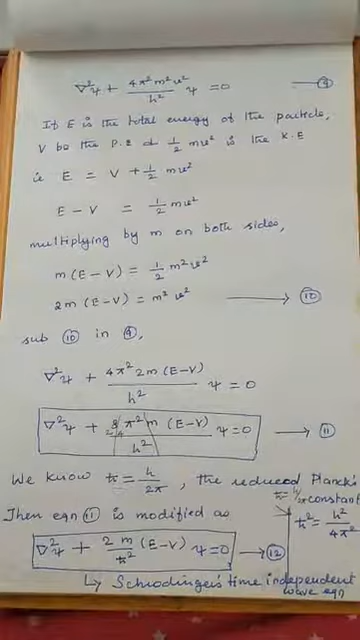 ∇²ψ + 4π²m²v²/h² ψ = 0 — ⑨
If E is the total energy of the particle,
V be the P.E & ½ mv² is the K.E
ie E = V + ½ mv²
E - V = ½ mv²
multiplying by m on both sides,
m(E-V) = ½ m²v²
2m(E-V) = m²v² → ⑩
sub ⑩ in ⑨,
∇²ψ + 4π² 2m(E-V)/h² ψ = 0
∇²ψ + 8π²m(E-V)/h² ψ = 0 → ⑪
We know ħ = h/2π, the reduced Planck's constant
ħ = h/2π
Then eqn ⑪ is modified as
ħ² = h²/4π²
∇²ψ + 2m/ħ² (E-V) ψ = 0 → ⑫
↳ Schrodinger's time independent
wave eqn